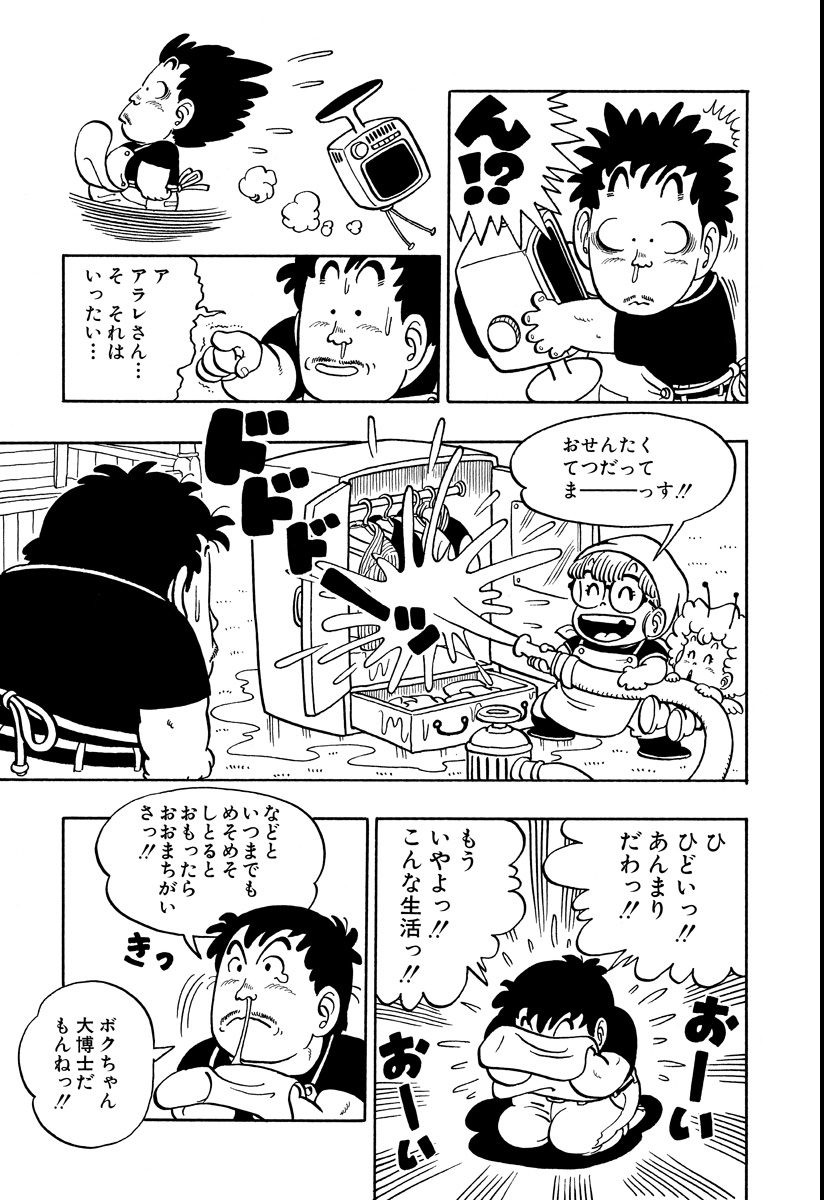 ん!?
ア
アラレさん…
そ それは
いったい…
おせんたく
てつだって
まーーーっす!!
ドドド
ドーーッ
ひ
ひどいっ!!
あんまり
だわっ!!
もう
いやよっ!!
こんな生活っ!!
おーい
おーい
などと
いつまでも
めそめそ
しとると
おもったら
おおまちがい
さっ!!
きっ
ボクちゃん
大博士だ
もんねっ!!